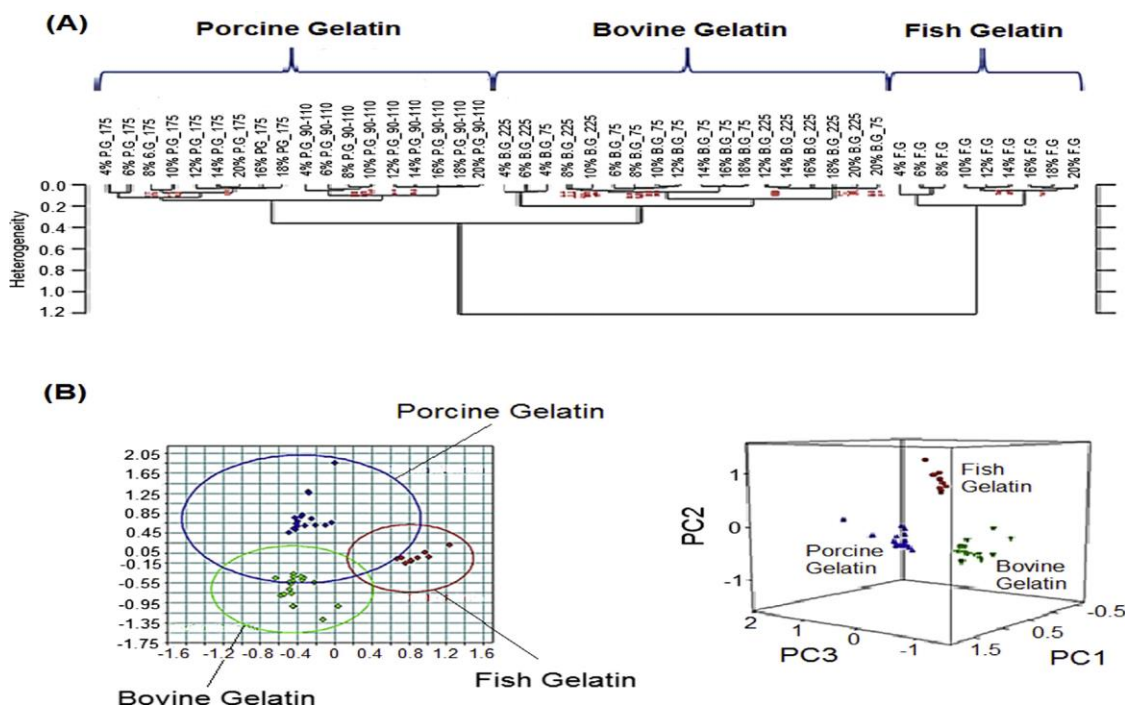 (A)
Porcine Gelatin Bovine Gelatin Fish Gelatin
4% P.G_175
6% P.G_175
8% 6.G_175
10% P.G_175
12% P.G_175
14% P.G_175
20% P.G_175
16% PG_175
18% PG_175
4% P.G_90-110
6% P.G_90-110
8% P.G_90-110
10% P.G_90-110
12% P.G_90-110
14% P.G_90-110
16% P.G_90-110
18% P.G_90-110
20% P.G_90-110
4% B.G_225
6% B.G_225
4% B.G_75
8% B.G_225
10% B.G_225
6% B.G_75
8% B.G_75
10% B.G_75
12% B.G_75
14% B.G_75
16% B.G_75
18% B.G_75
12% B.G_225
14% B.G_225
16% B.G_225
18% B.G_225
20% B.G_225
20% B.G_75
4% F.G
6% F.G
8% F.G
10% F.G
12% F.G
14% F.G
16% F.G
18% F.G
20% F.G
Heterogeneity
0.0
0.2
0.4
0.6
0.8
1.0
1.2
(B)
Porcine Gelatin
2.05
1.65
1.25
0.85
0.45
0.05
-0.15
-0.55
-0.95
-1.35
-1.75
-1.6 -1.2 -0.8 -0.4 0 0.4 0.8 1.2 1.6
Bovine Gelatin
Fish Gelatin
PC2
1
0
-1
Fish
Gelatin
Porcine
Gelatin
Bovine
Gelatin
2 1 0 -1
PC3
1.5 0.5 -0.5
PC1